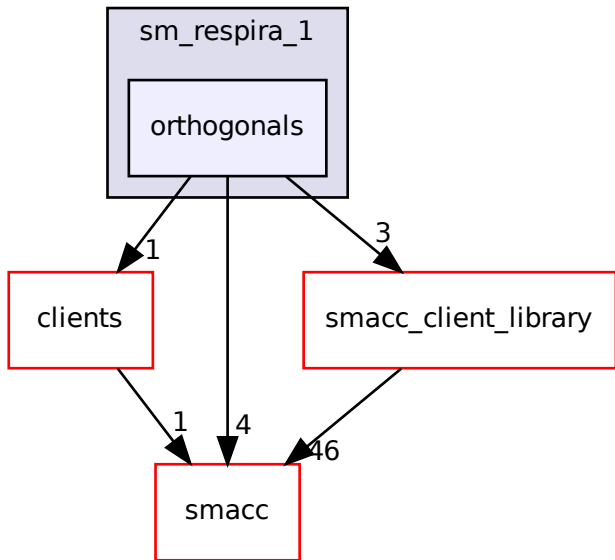 sm_respira_1
orthogonals
1
3
clients
smacc_client_library
1
4
46
smacc